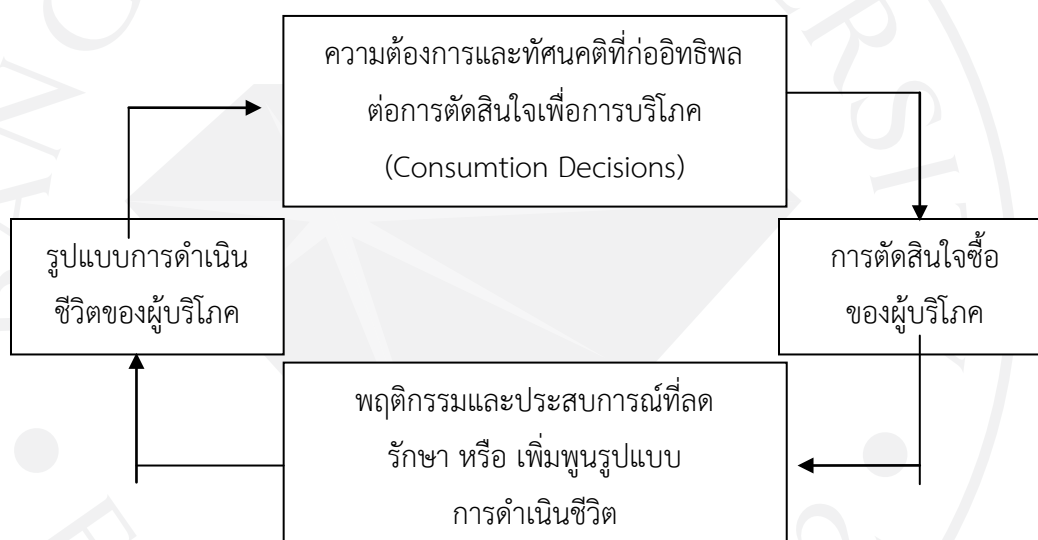 ความต้องการและทัศนคติที่ก่ออิทธิพล
ต่อการตัดสินใจเพื่อการบริโภค
(Consumtion Decisions)
รูปแบบการดำเนิน
ชีวิตของผู้บริโภค
การตัดสินใจซื้อ
ของผู้บริโภค
พฤติกรรมและประสบการณ์ที่ลด
รักษา หรือ เพิ่มพูนรูปแบบ
การดำเนินชีวิต